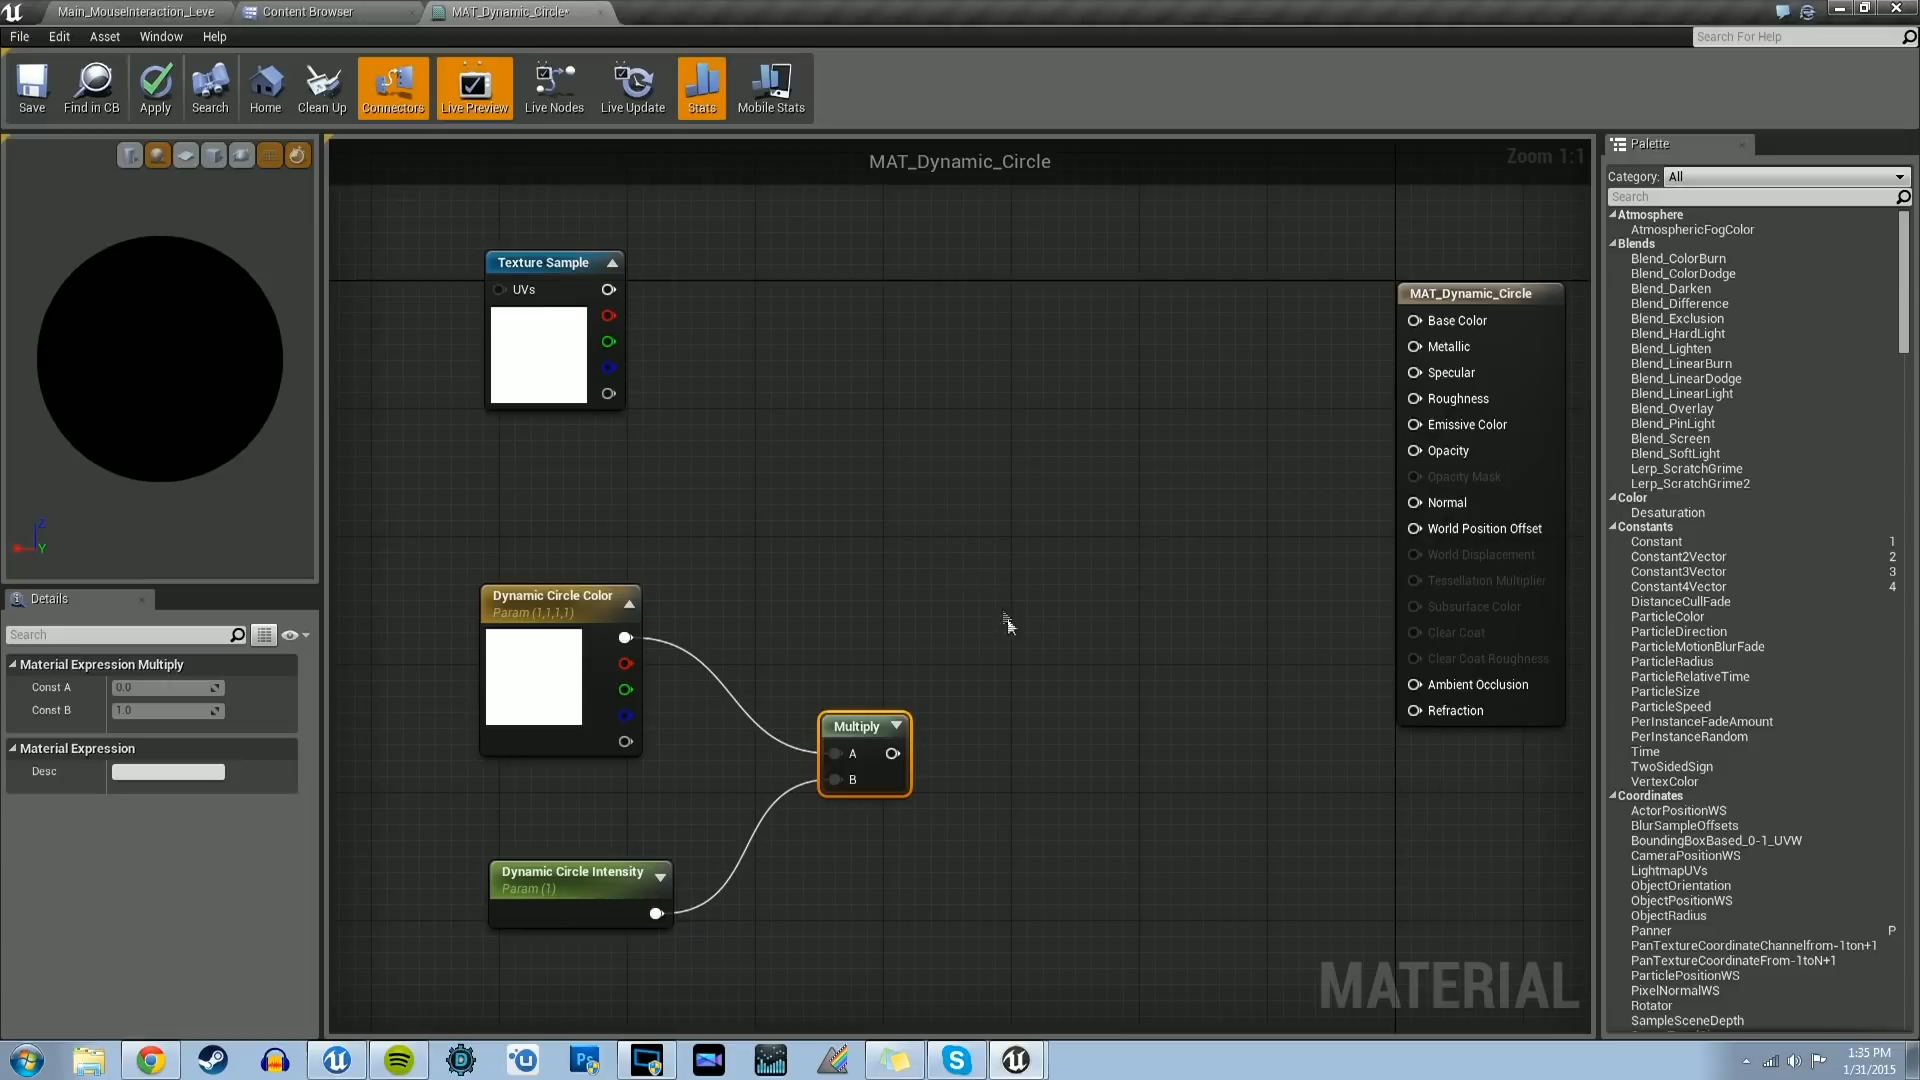 Main_MouseInteraction_Leve
Content Browser
MAT_Dynamic_Circle*
File
Edit
Asset
Window
Help
Search For Help
Save
Find in CB
Apply
Search
Home
Clean Up
Connectors
Live Preview
Live Nodes
Live Update
Stats
Mobile Stats
MAT_Dynamic_Circle
Zoom 1:1
Palette
Category:
All
Search
Atmosphere
AtmosphericFogColor
Blends
Blend_ColorBurn
Blend_ColorDodge
Blend_Darken
Blend_Difference
Blend_Exclusion
Blend_HardLight
Blend_Lighten
Blend_LinearBurn
Blend_LinearDodge
Blend_LinearLight
Blend_Overlay
Blend_PinLight
Blend_Screen
Blend_SoftLight
Lerp_ScratchGrime
Lerp_ScratchGrime2
Color
Desaturation
Constants
Constant 1
Constant2Vector 2
Constant3Vector 3
Constant4Vector 4
DistanceCullFade
ParticleColor
ParticleDirection
ParticleMotionBlurFade
ParticleRadius
ParticleRelativeTime
ParticleSize
ParticleSpeed
PerInstanceFadeAmount
PerInstanceRandom
Time
TwoSidedSign
VertexColor
Coordinates
ActorPositionWS
BlurSampleOffsets
BoundingBoxBased_0-1_UVW
CameraPositionWS
LightmapUVs
ObjectOrientation
ObjectPositionWS
ObjectRadius
Panner P
PanTextureCoordinateChannelfrom-1ton+1
PanTextureCoordinateFrom-1toN+1
ParticlePositionWS
PixelNormalWS
Rotator
SampleSceneDepth
Z
Y
Details
Search
Material Expression Multiply
Const A
0.0
Const B
1.0
Material Expression
Desc
Texture Sample
UVs
Dynamic Circle Color
Param (1,1,1,1)
Multiply
A
B
Dynamic Circle Intensity
Param (1)
MAT_Dynamic_Circle
Base Color
Metallic
Specular
Roughness
Emissive Color
Opacity
Opacity Mask
Normal
World Position Offset
World Displacement
Tessellation Multiplier
Subsurface Color
Clear Coat
Clear Coat Roughness
Ambient Occlusion
Refraction
MATERIAL
Ps
1:35 PM
1/31/2015